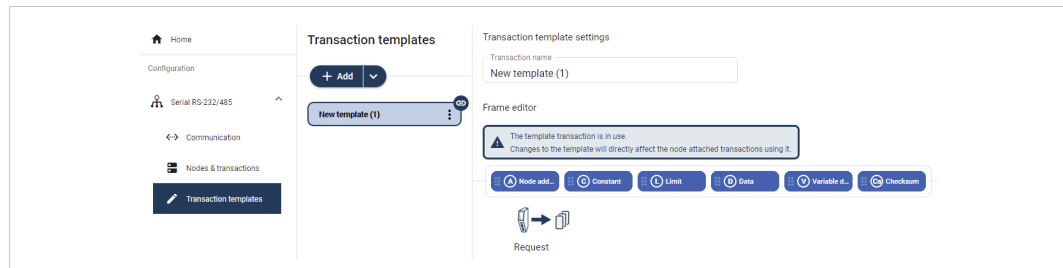 Home
Configuration
Serial RS-232/485
Communication
Nodes & transactions
Transaction templates
Transaction templates
+ Add
New template (1)
Transaction template settings
Transaction name
New template (1)
Frame editor
The template transaction is in use.
Changes to the template will directly affect the node attached transactions using it.
A Node add... C Constant L Limit D Data V Variable d... Cs Checksum
Request